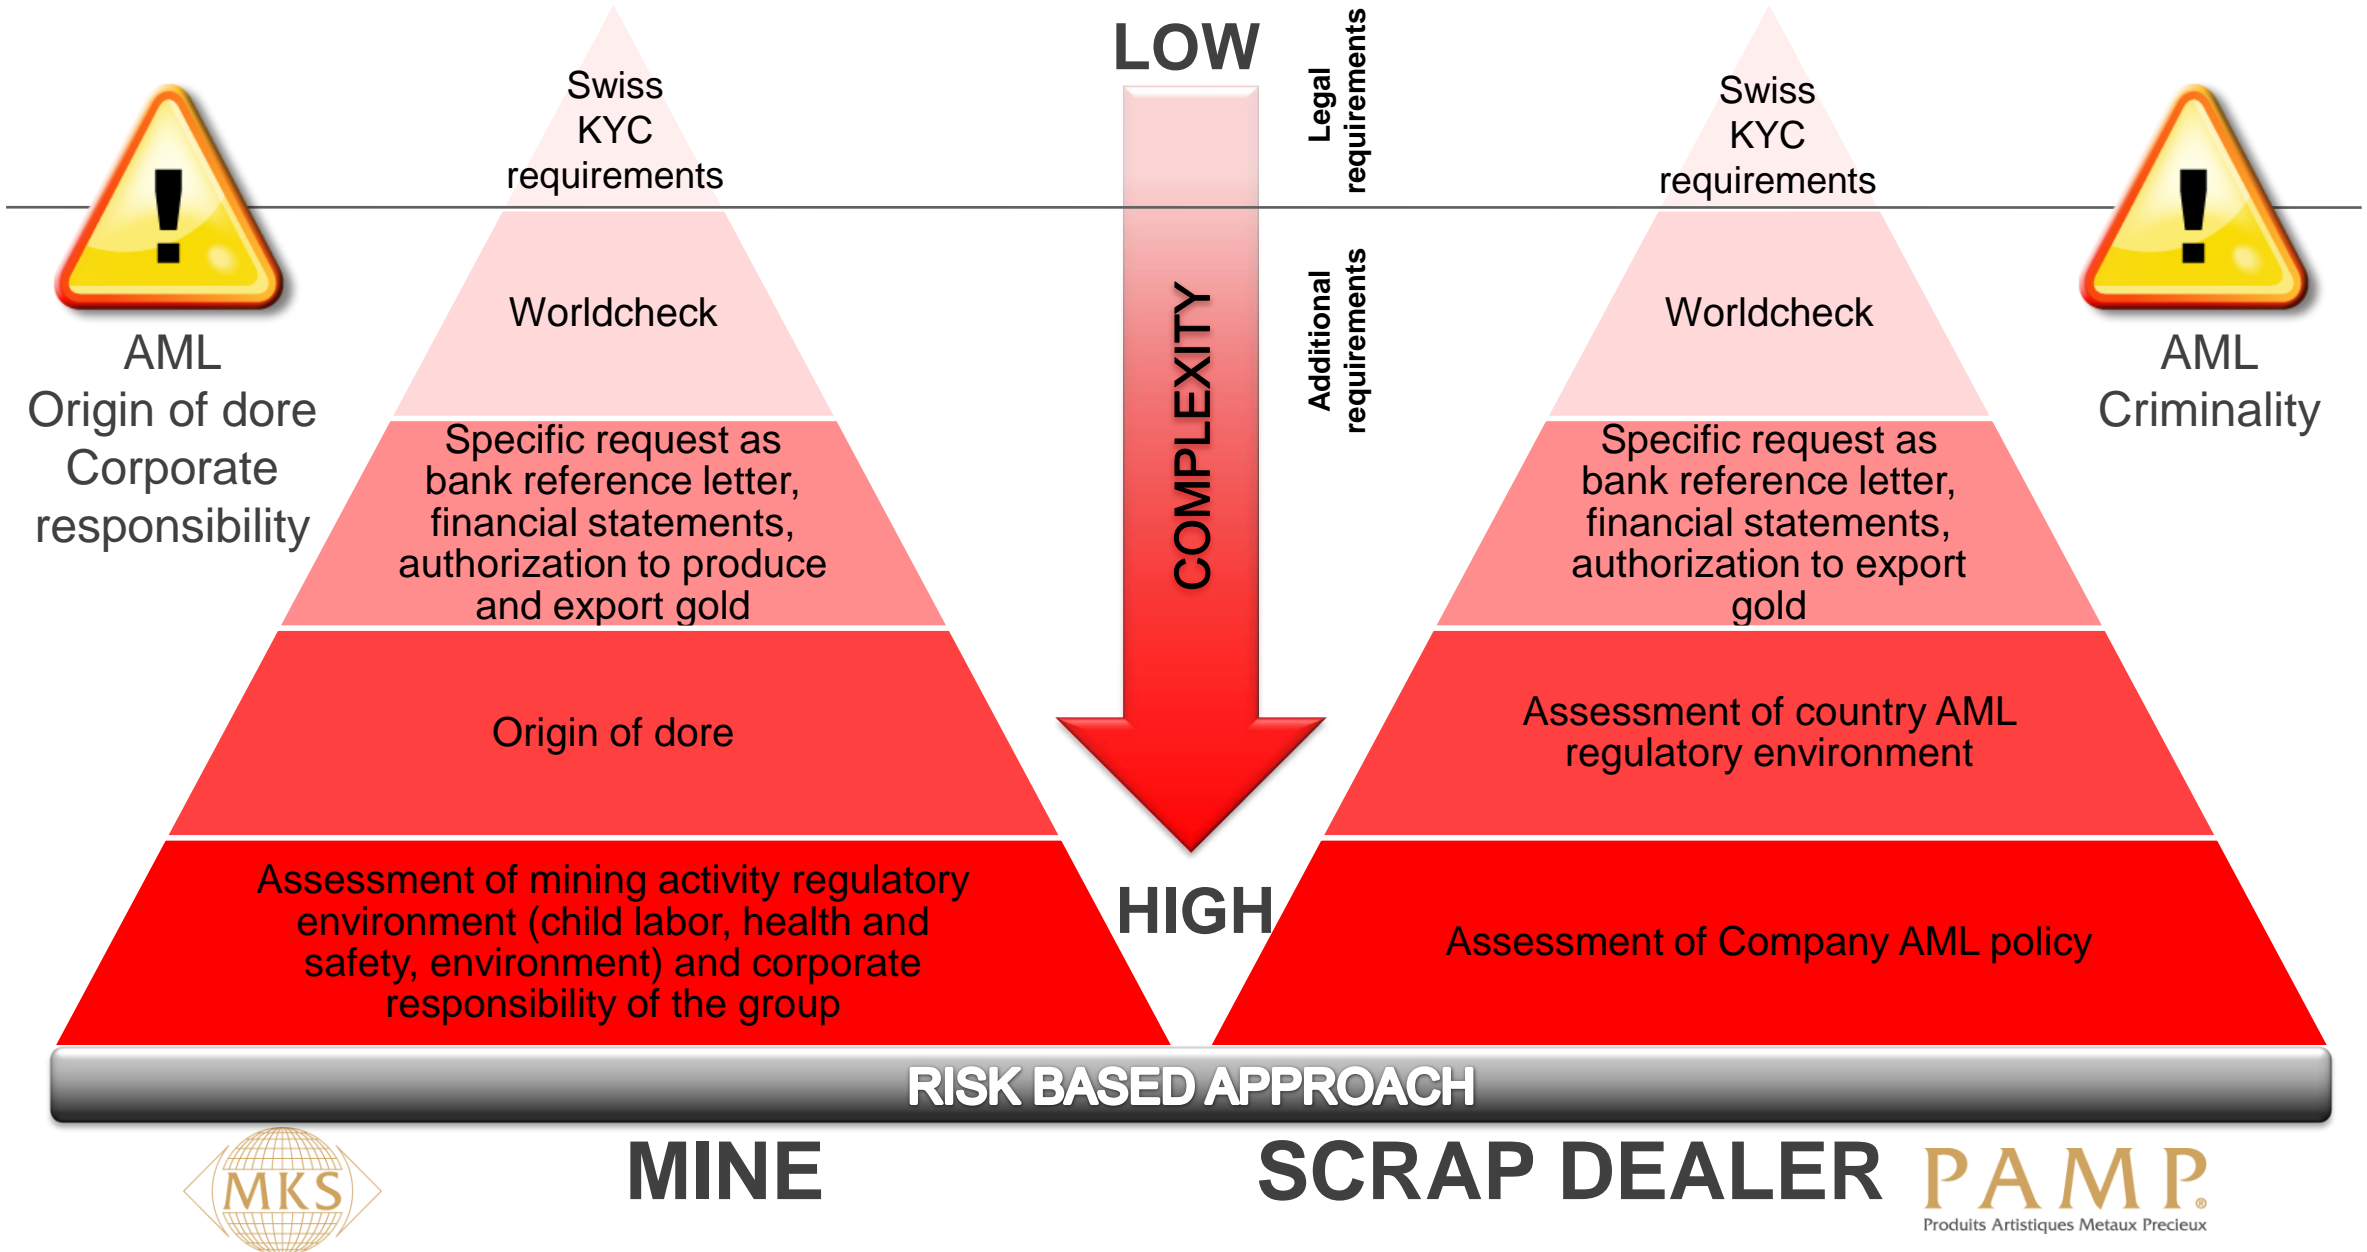 Swiss
KYC
requirements
Worldcheck
Specific request as
bank reference letter,
financial statements,
authorization to produce
and export gold
Origin of dore
Assessment of mining activity regulatory
environment (child labor, health and
safety, environment) and corporate
responsibility of the group
!
AML
Origin of dore
Corporate
responsibility
LOW
COMPLEXITY
HIGH
Legal
requirements
Additional
requirements
Swiss
KYC
requirements
Worldcheck
Specific request as
bank reference letter,
financial statements,
authorization to export
gold
Assessment of country AML
regulatory environment
Assessment of Company AML policy
!
AML
Criminality
RISK BASED APPROACH
MINE
SCRAP DEALER
MKS
PAMP®
Produits Artistiques Metaux Precieux